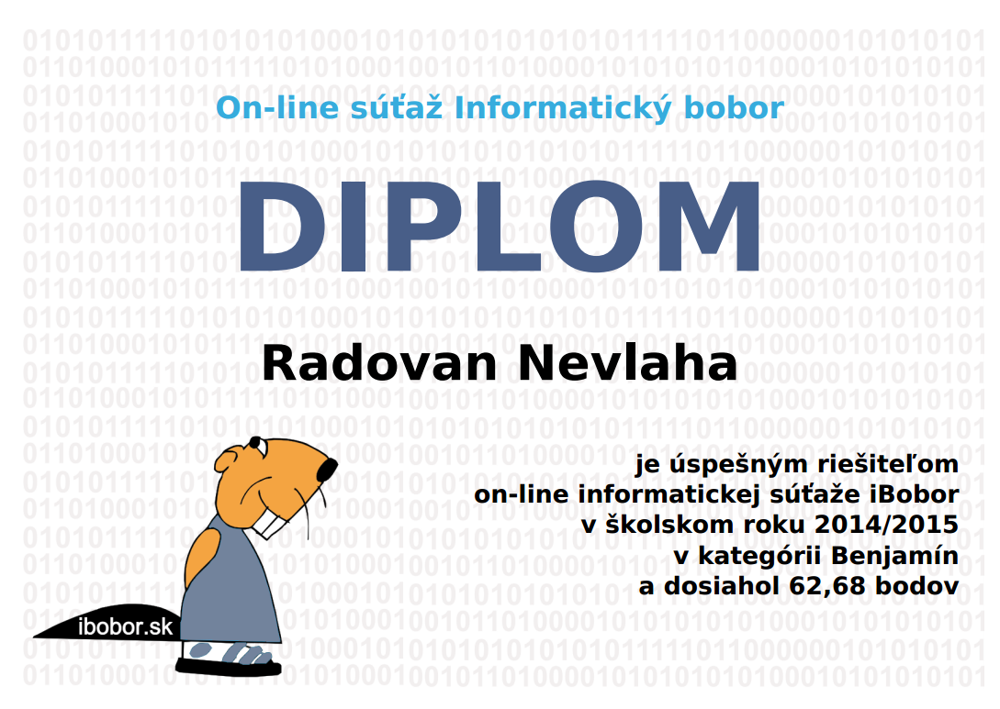 On-line súťaž Informatický bobor
DIPLOM
Radovan Nevlaha
je úspešným riešiteľom
on-line informatickej súťaže iBobor
v školskom roku 2014/2015
v kategórii Benjamín
a dosiahol 62,68 bodov
ibobor.sk